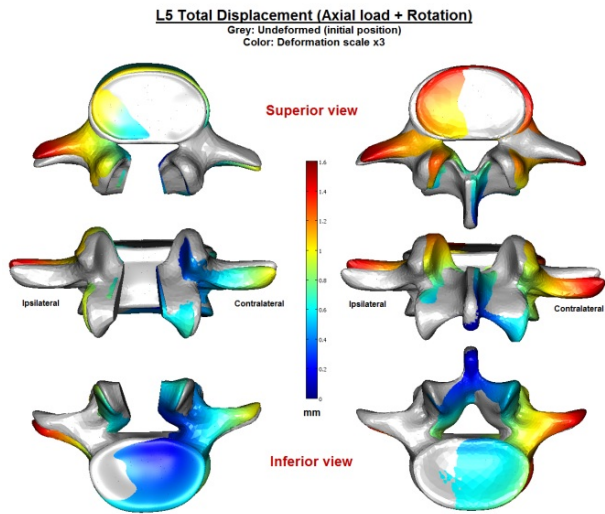 L5 Total Displacement (Axial load + Rotation)
Grey: Undeformed (initial position)
Color: Deformation scale x3
Superior view
1.6
1.4
1.2
1
0.8
0.6
0.4
0.2
0
mm
Ipsilateral
Contralateral
Ipsilateral
Contralateral
Inferior view